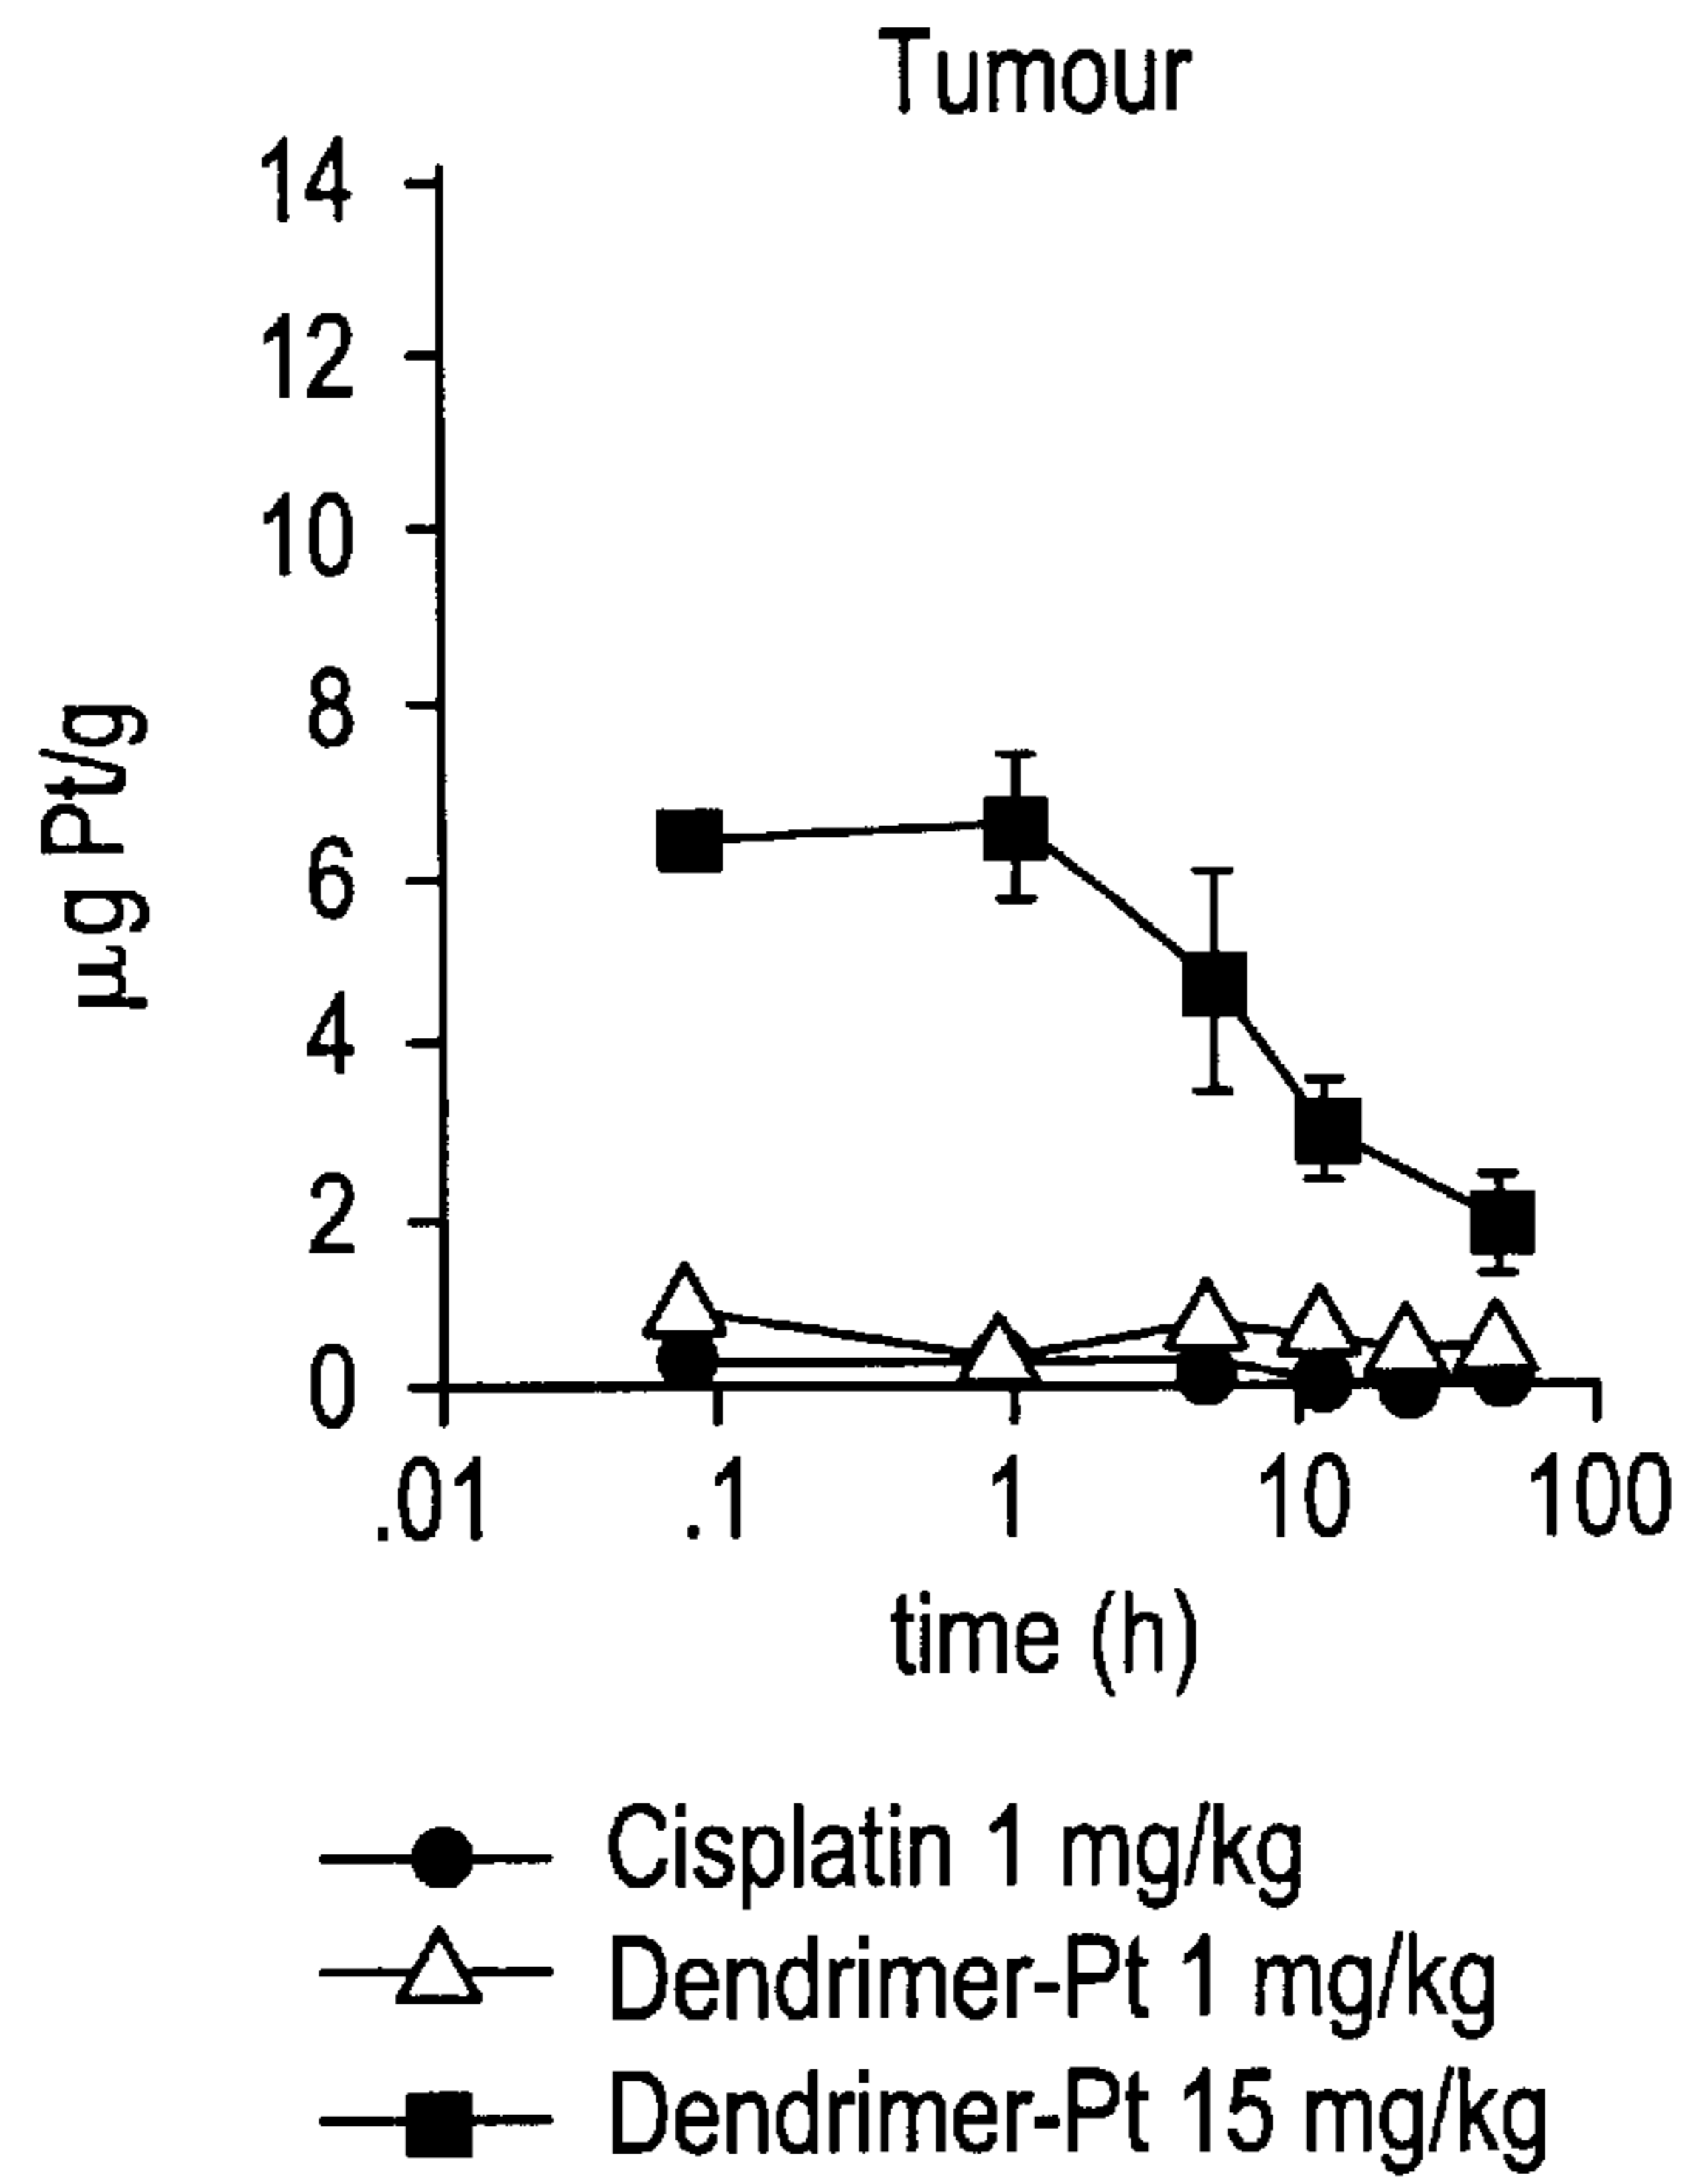 Tumour
14
12
10
8
6
4
2
0
µg Pt/g
.01 .1 1 10 100
time (h)
Cisplatin 1 mg/kg
Dendrimer-Pt 1 mg/kg
Dendrimer-Pt 15 mg/kg